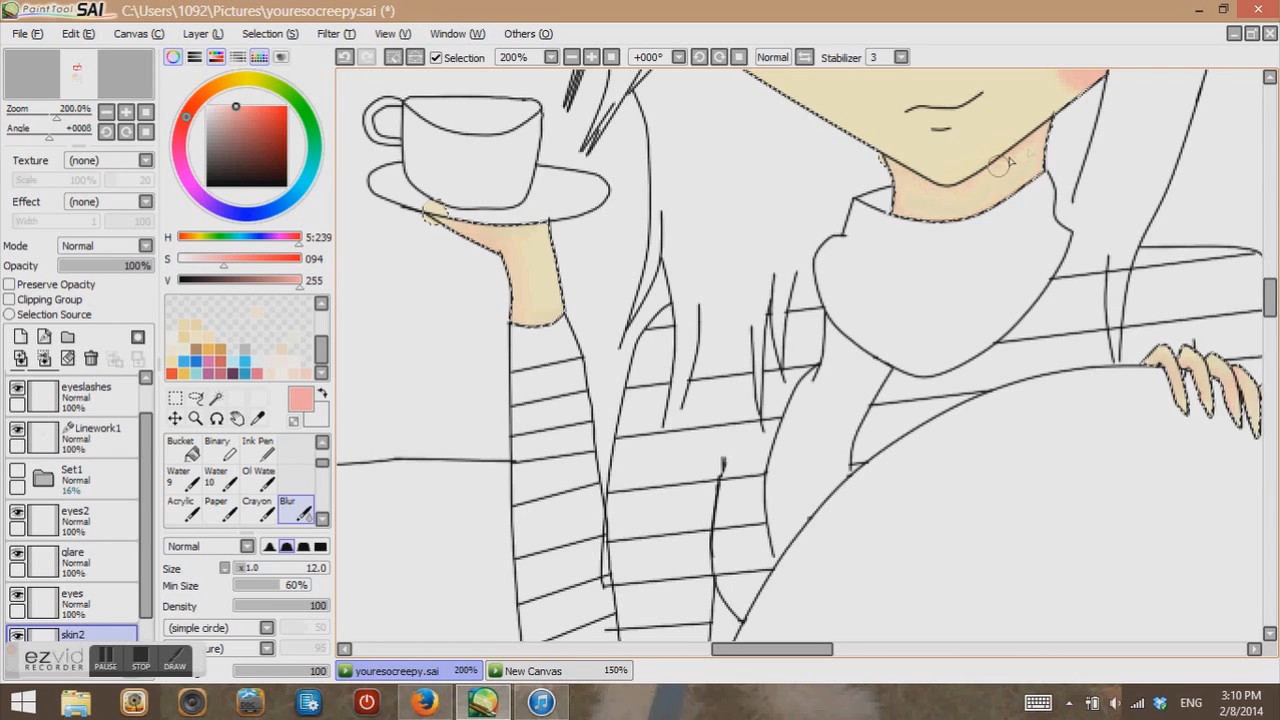 PaintTool SAI C:\Users\1092\Pictures\youresocreepy.sai (*)
File (F) Edit (E) Canvas (C) Layer (L) Selection (S) Filter (T) View (V) Window (W) Others (O)
Selection 200% +000° Normal Stabilizer 3
Zoom 200.0%
Angle +000θ
Texture (none)
Scale 100% 20
Effect (none)
Width 1 100
Mode Normal
Opacity 100%
Preserve Opacity
Clipping Group
Selection Source
H 5:239
S 094
V 255
eyeslashes
Normal
100%
Linework1
Normal
100%
Set1
Normal
16%
eyes2
Normal
100%
glare
Normal
100%
eyes
Normal
100%
skin2
Bucket Binary Ink Pen
Water 9 Water 10 Oil Wate
Acrylic Paper Crayon Blur
Normal
Size x1.0 12.0
Min Size 60%
Density 100
(simple circle) 50
95
100
ezvid
RECORDER
PAUSE STOP DRAW
youresocreepy.sai 200% New Canvas 150%
DOC
ENG
3:10 PM
2/8/2014